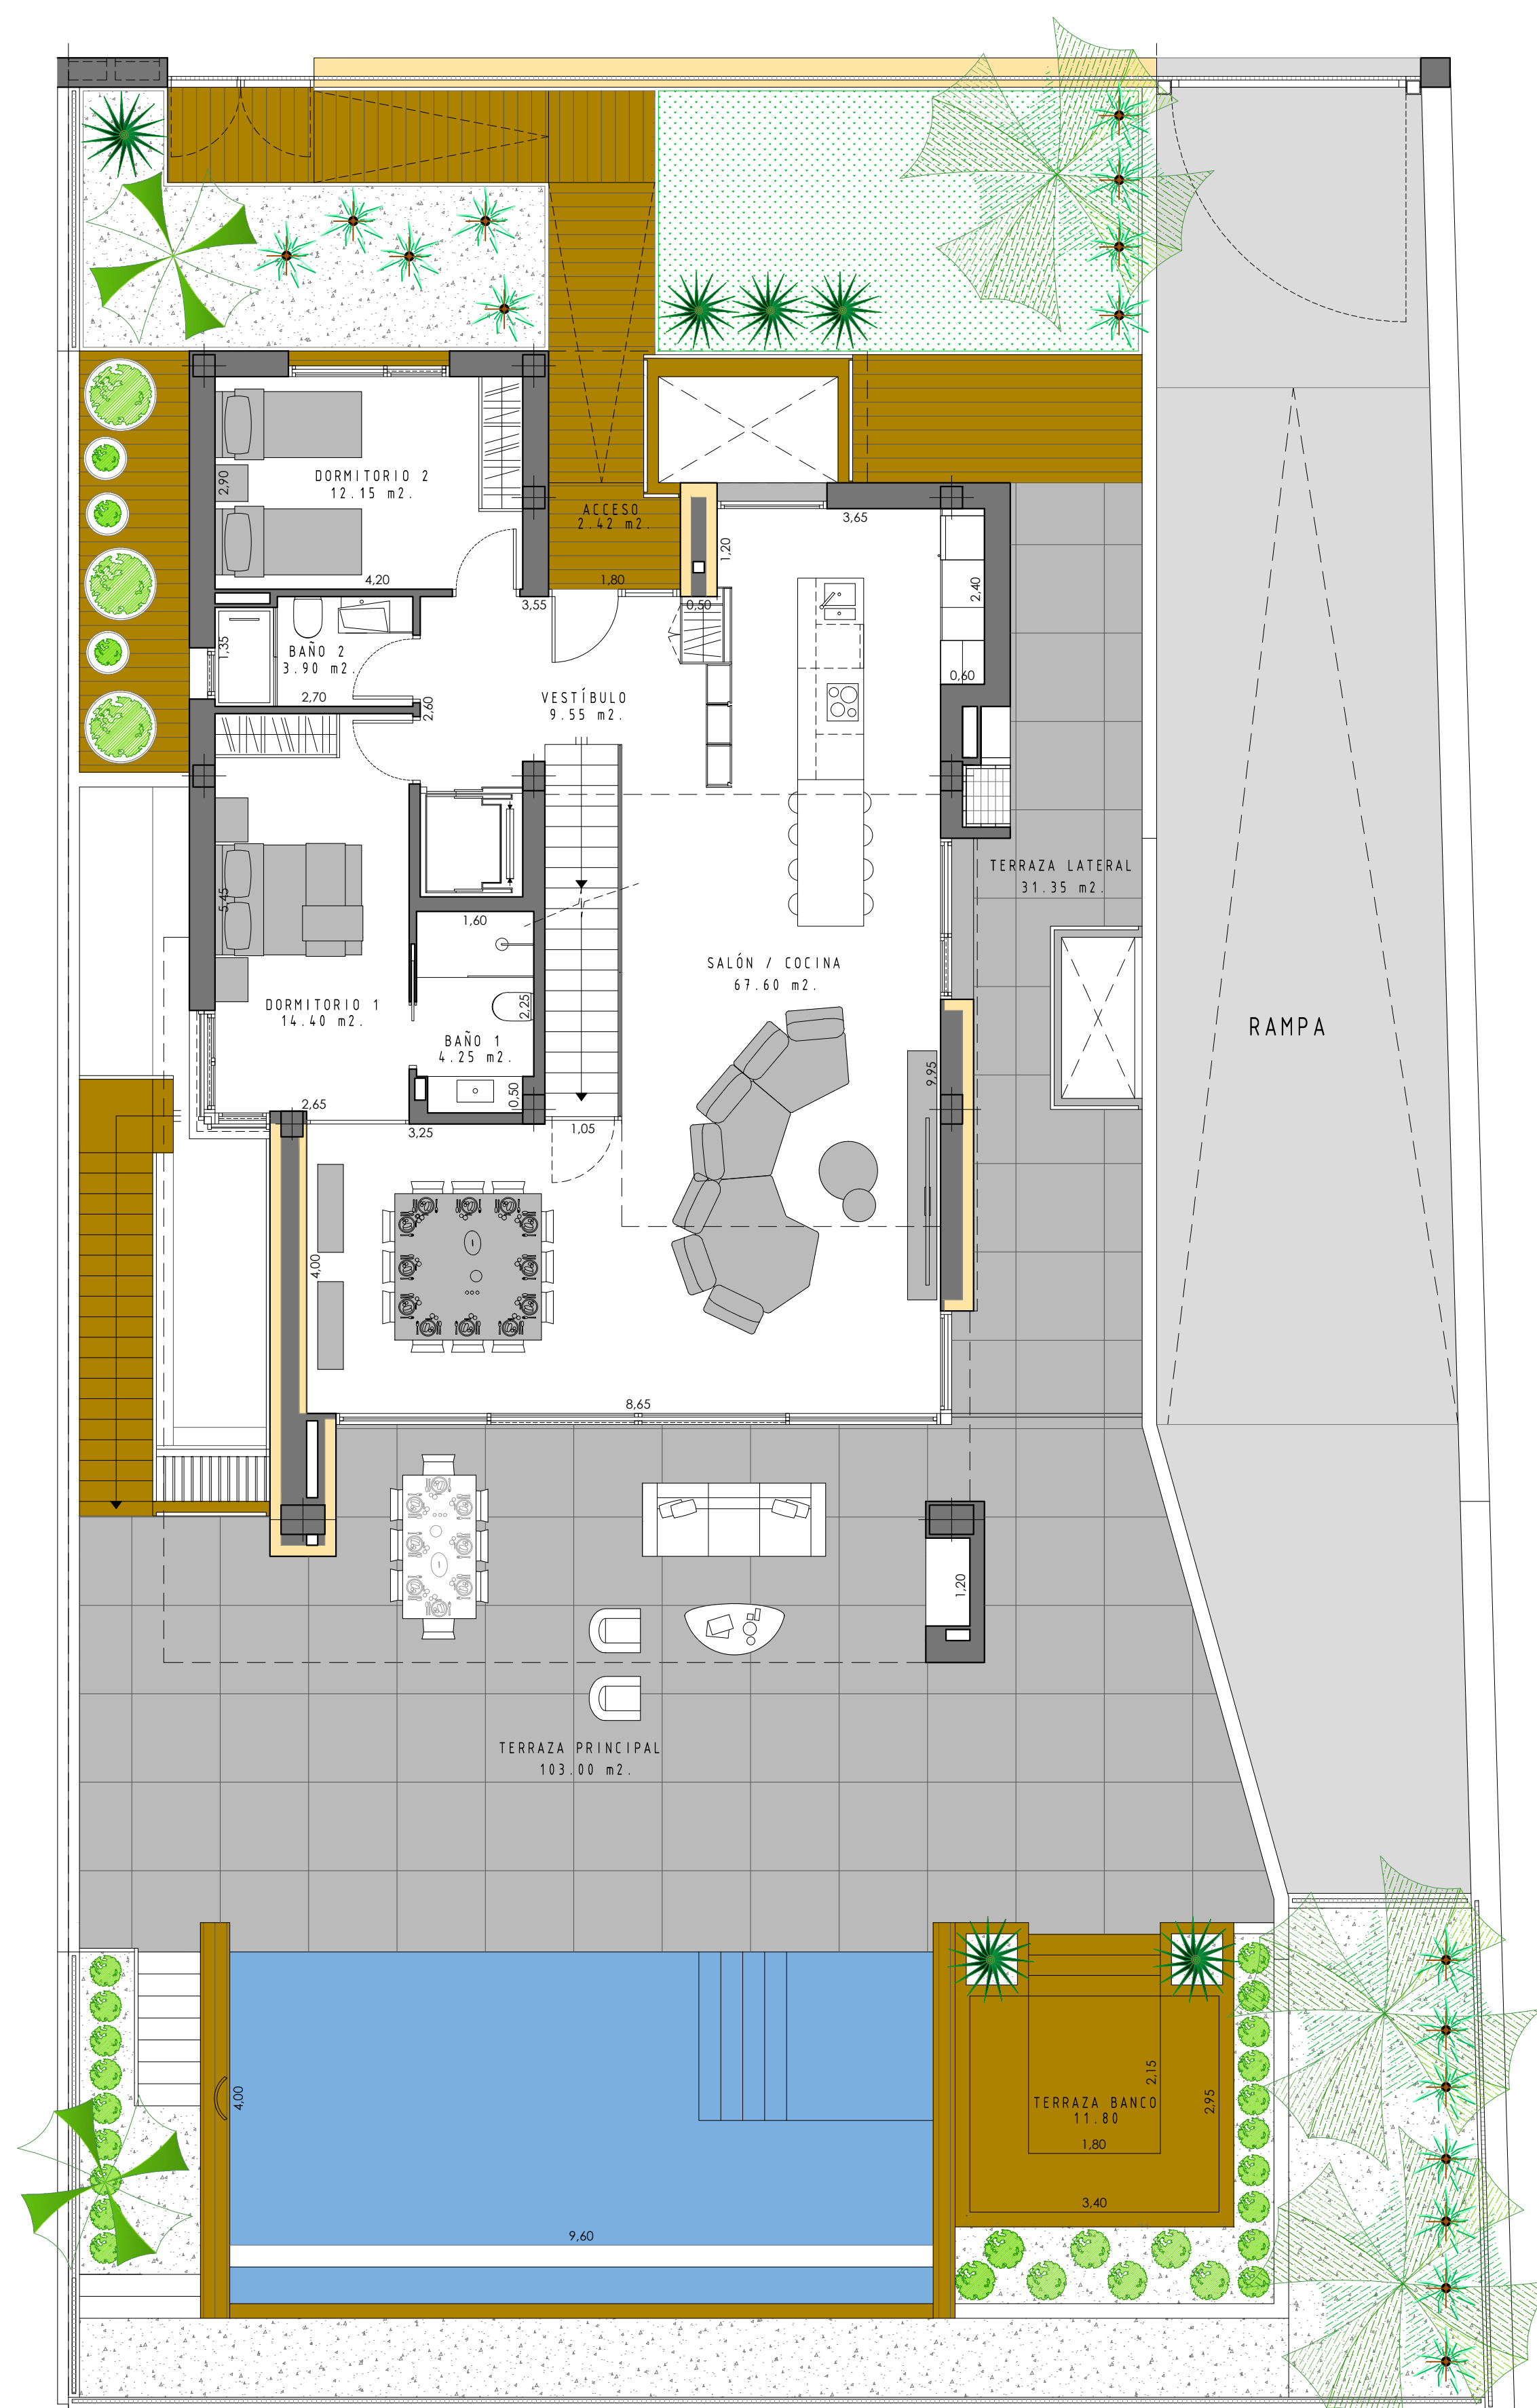 DORMITORIO 2
12.15 m2.
2,90
4,20
ACCESO
2.42 m2.
1,80
3,55
0,50
1,20
3,65
2,40
0,60
BAÑO 2
3.90 m2.
1,35
2,70
2,60
VESTÍBULO
9.55 m2.
TERRAZA LATERAL
31.35 m2.
5,45
1,60
SALÓN / COCINA
67.60 m2.
DORMITORIO 1
14.40 m2.
2,25
BAÑO 1
4.25 m2.
0,50
RAMPA
9,95
2,65
3,25
1,05
4,00
8,65
1,20
TERRAZA PRINCIPAL
103.00 m2.
4,00
9,60
2,15
2,95
TERRAZA BANCO
11.80
1,80
3,40